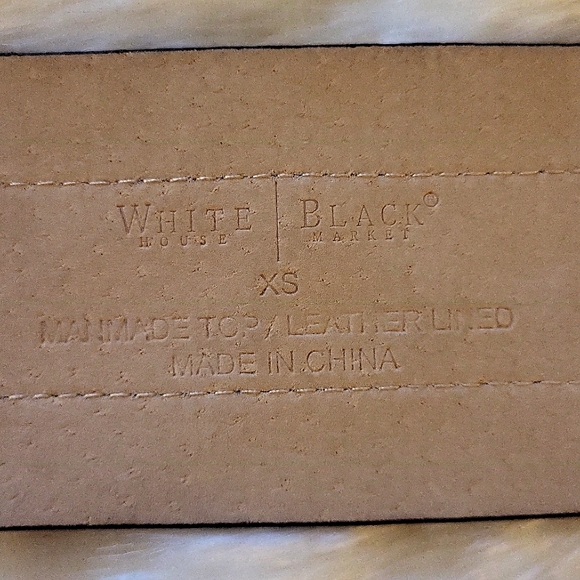 WHITE | BLACK®
HOUSE | MARKET
XS
MANMADE TOP / LEATHER LINED
MADE IN CHINA